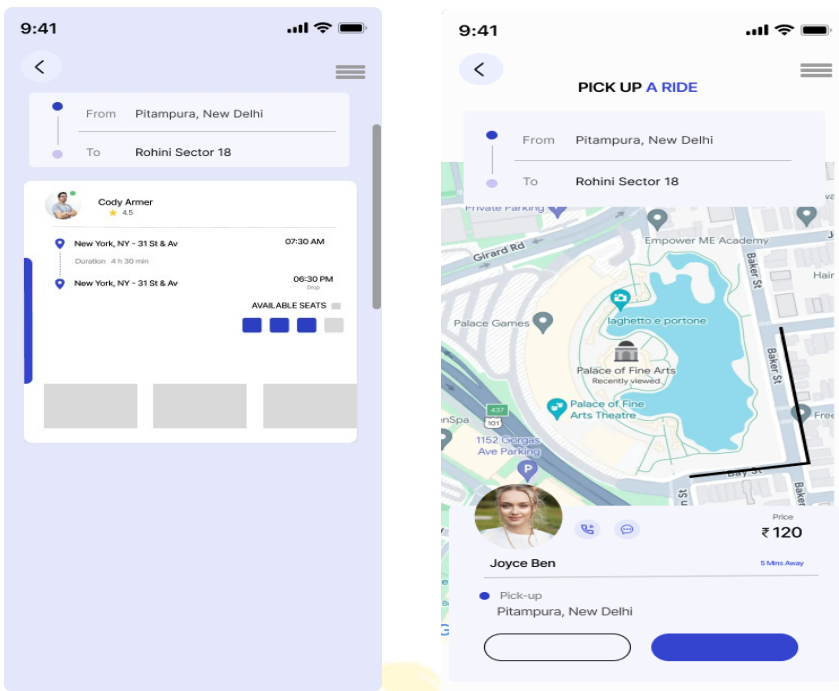 9:41
From Pitampura, New Delhi
To Rohini Sector 18
Cody Armer
4.5
New York, NY - 31 St & Av 07:30 AM
Duration 4 h 30 min
New York, NY - 31 St & Av 06:30 PM
Drop
AVAILABLE SEATS
9:41
PICK UP A RIDE
From Pitampura, New Delhi
To Rohini Sector 18
Private Parking
Empower ME Academy
Girard Rd
Baker St
Hair
Palace Games
laghetto e portone
Baker St
Palace of Fine Arts
Recently viewed
Palace of Fine
Arts Theatre
437
101
nSpa
Free
1152 Gorgas
Ave Parking
P
Bay St
Baker
n St
Price
₹ 120
Joyce Ben
5 Mins Away
Pick-up
Pitampura, New Delhi